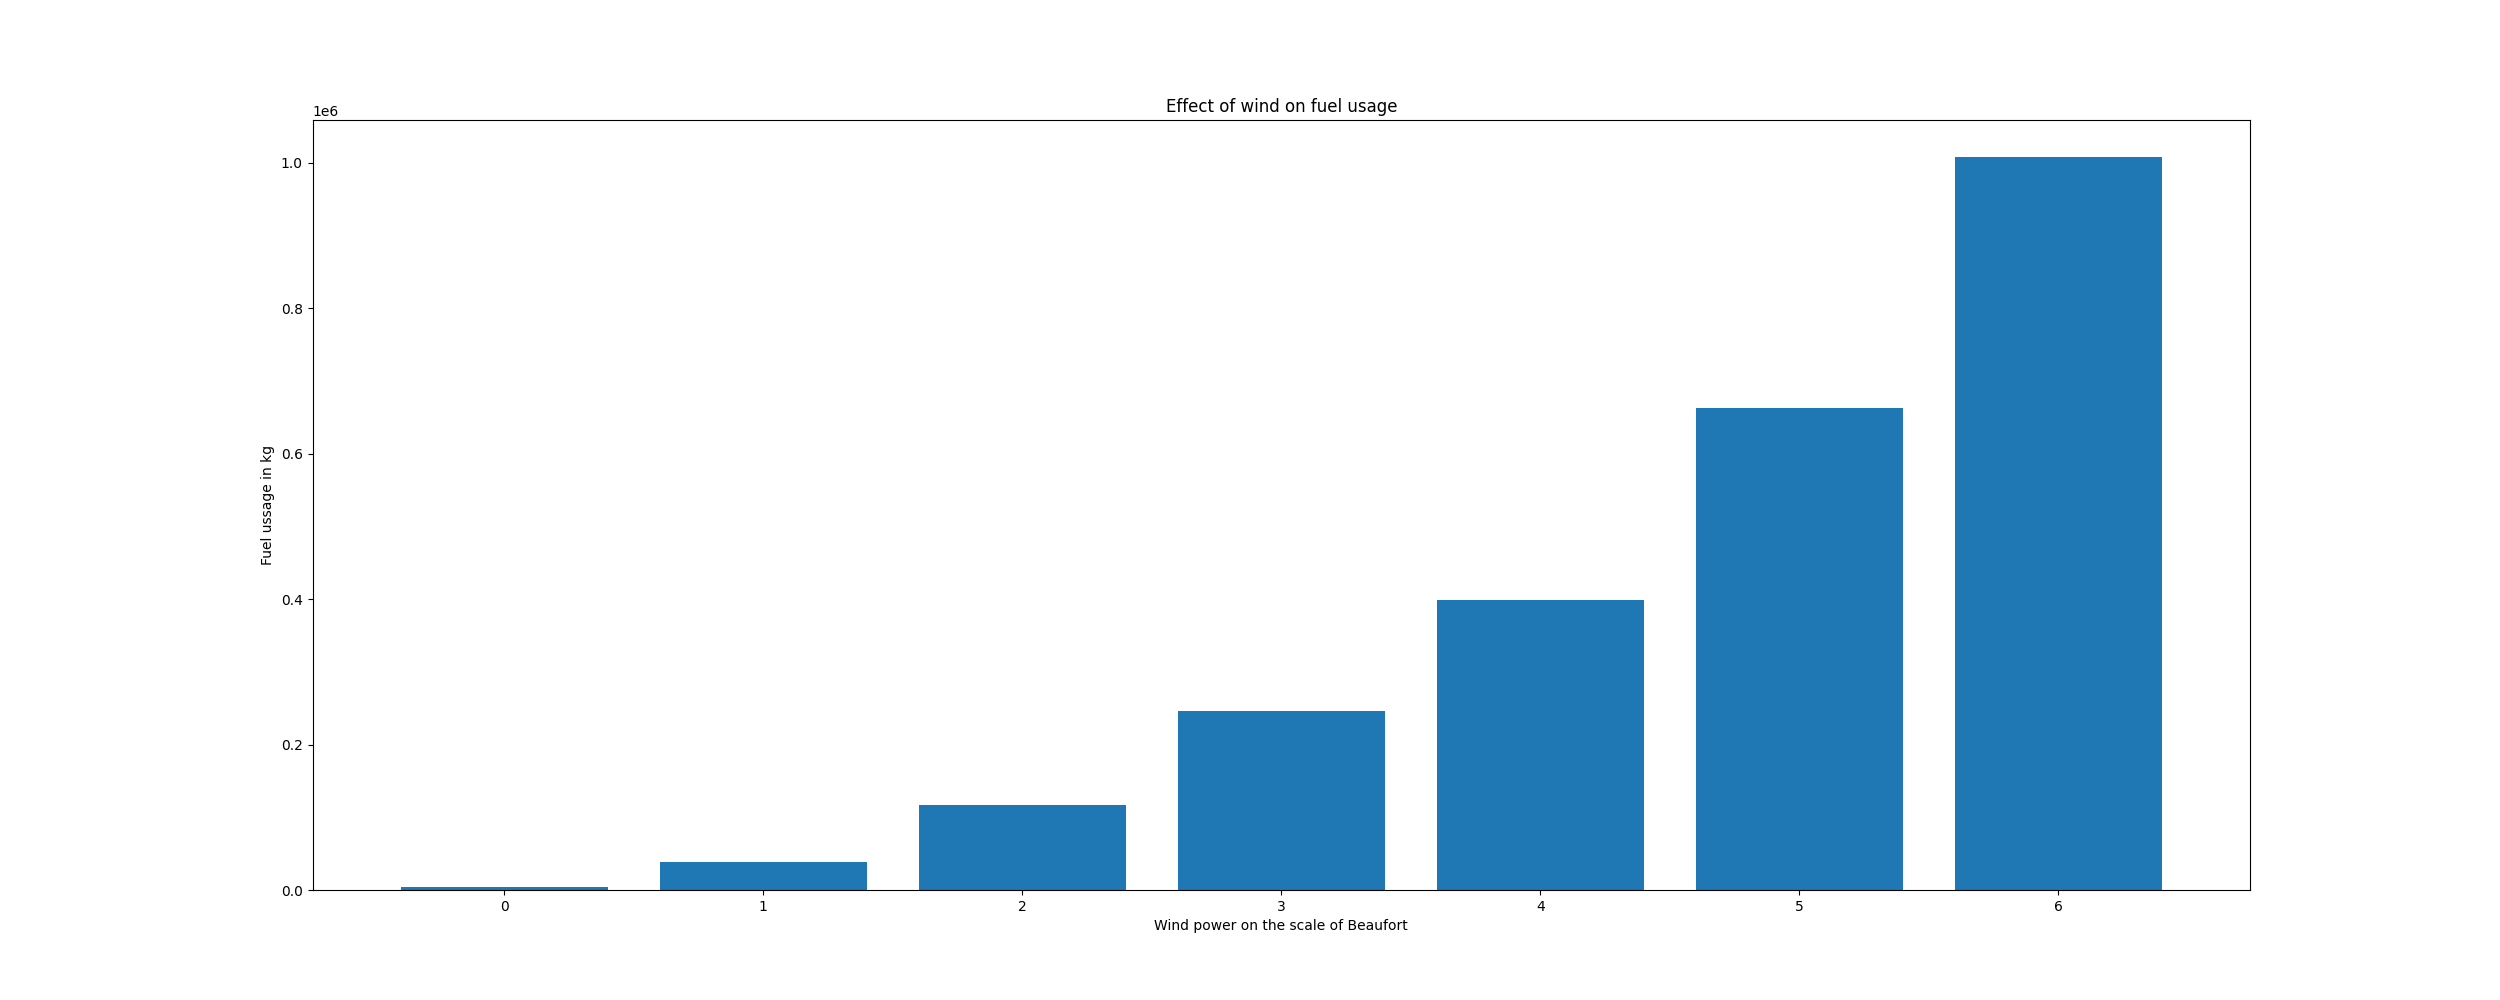 Effect of wind on fuel usage
1e6
1.0
0.8
0.6
0.4
0.2
0.0
Fuel ussage in kg
0 1 2 3 4 5 6
Wind power on the scale of Beaufort